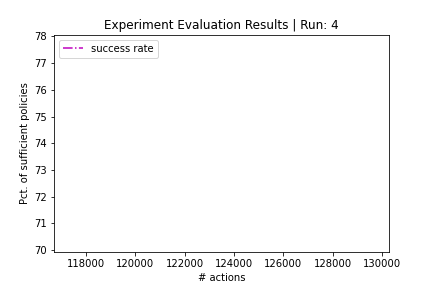 Experiment Evaluation Results | Run: 4
success rate
Pct. of sufficient policies
78
77
76
75
74
73
72
71
70
118000 120000 122000 124000 126000 128000 130000
# actions